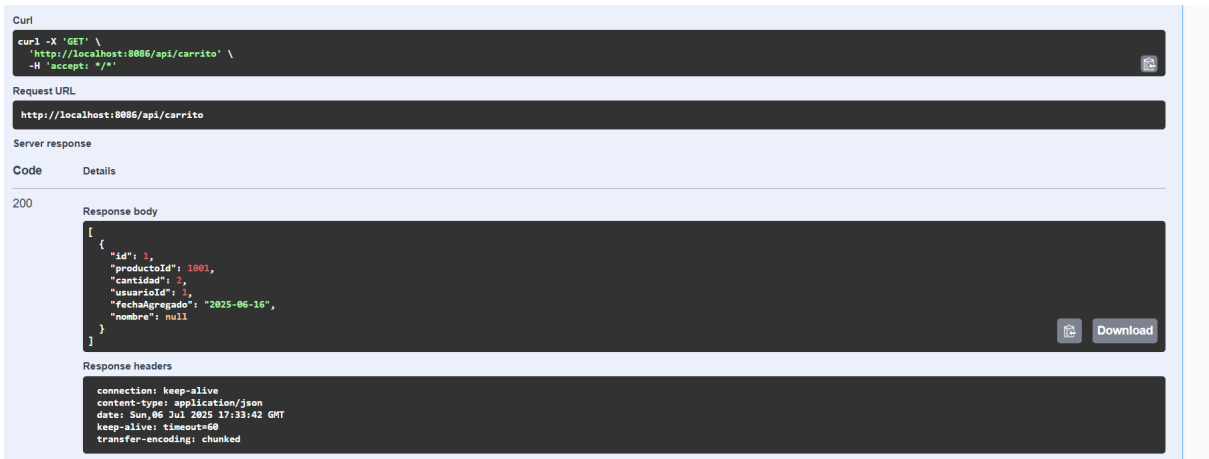 Curl
curl -X 'GET' \
  'http://localhost:8086/api/carrito' \
  -H 'accept: */*'
Request URL
http://localhost:8086/api/carrito
Server response
Code Details
200
Response body
[
  {
    "id": 1,
    "productoId": 1001,
    "cantidad": 2,
    "usuarioId": 1,
    "fechaAgregado": "2025-06-16",
    "nombre": null
  }
]
Download
Response headers
connection: keep-alive
content-type: application/json
date: Sun,06 Jul 2025 17:33:42 GMT
keep-alive: timeout=60
transfer-encoding: chunked